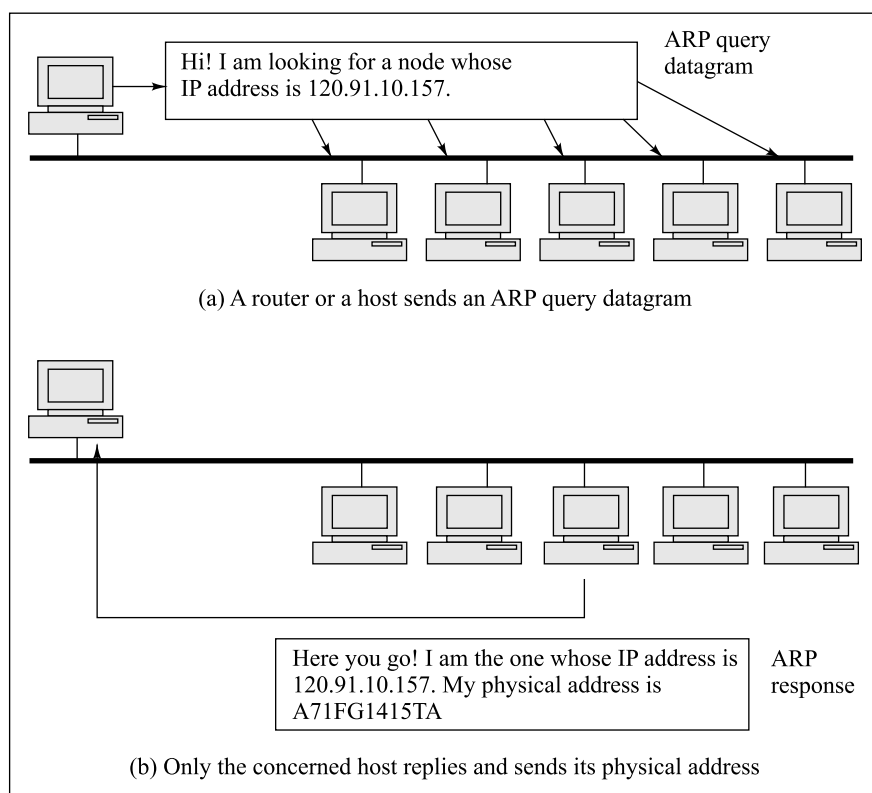 Hi! I am looking for a node whose
IP address is 120.91.10.157.
ARP query
datagram
(a) A router or a host sends an ARP query datagram
Here you go! I am the one whose IP address is
120.91.10.157. My physical address is
A71FG1415TA
ARP
response
(b) Only the concerned host replies and sends its physical address